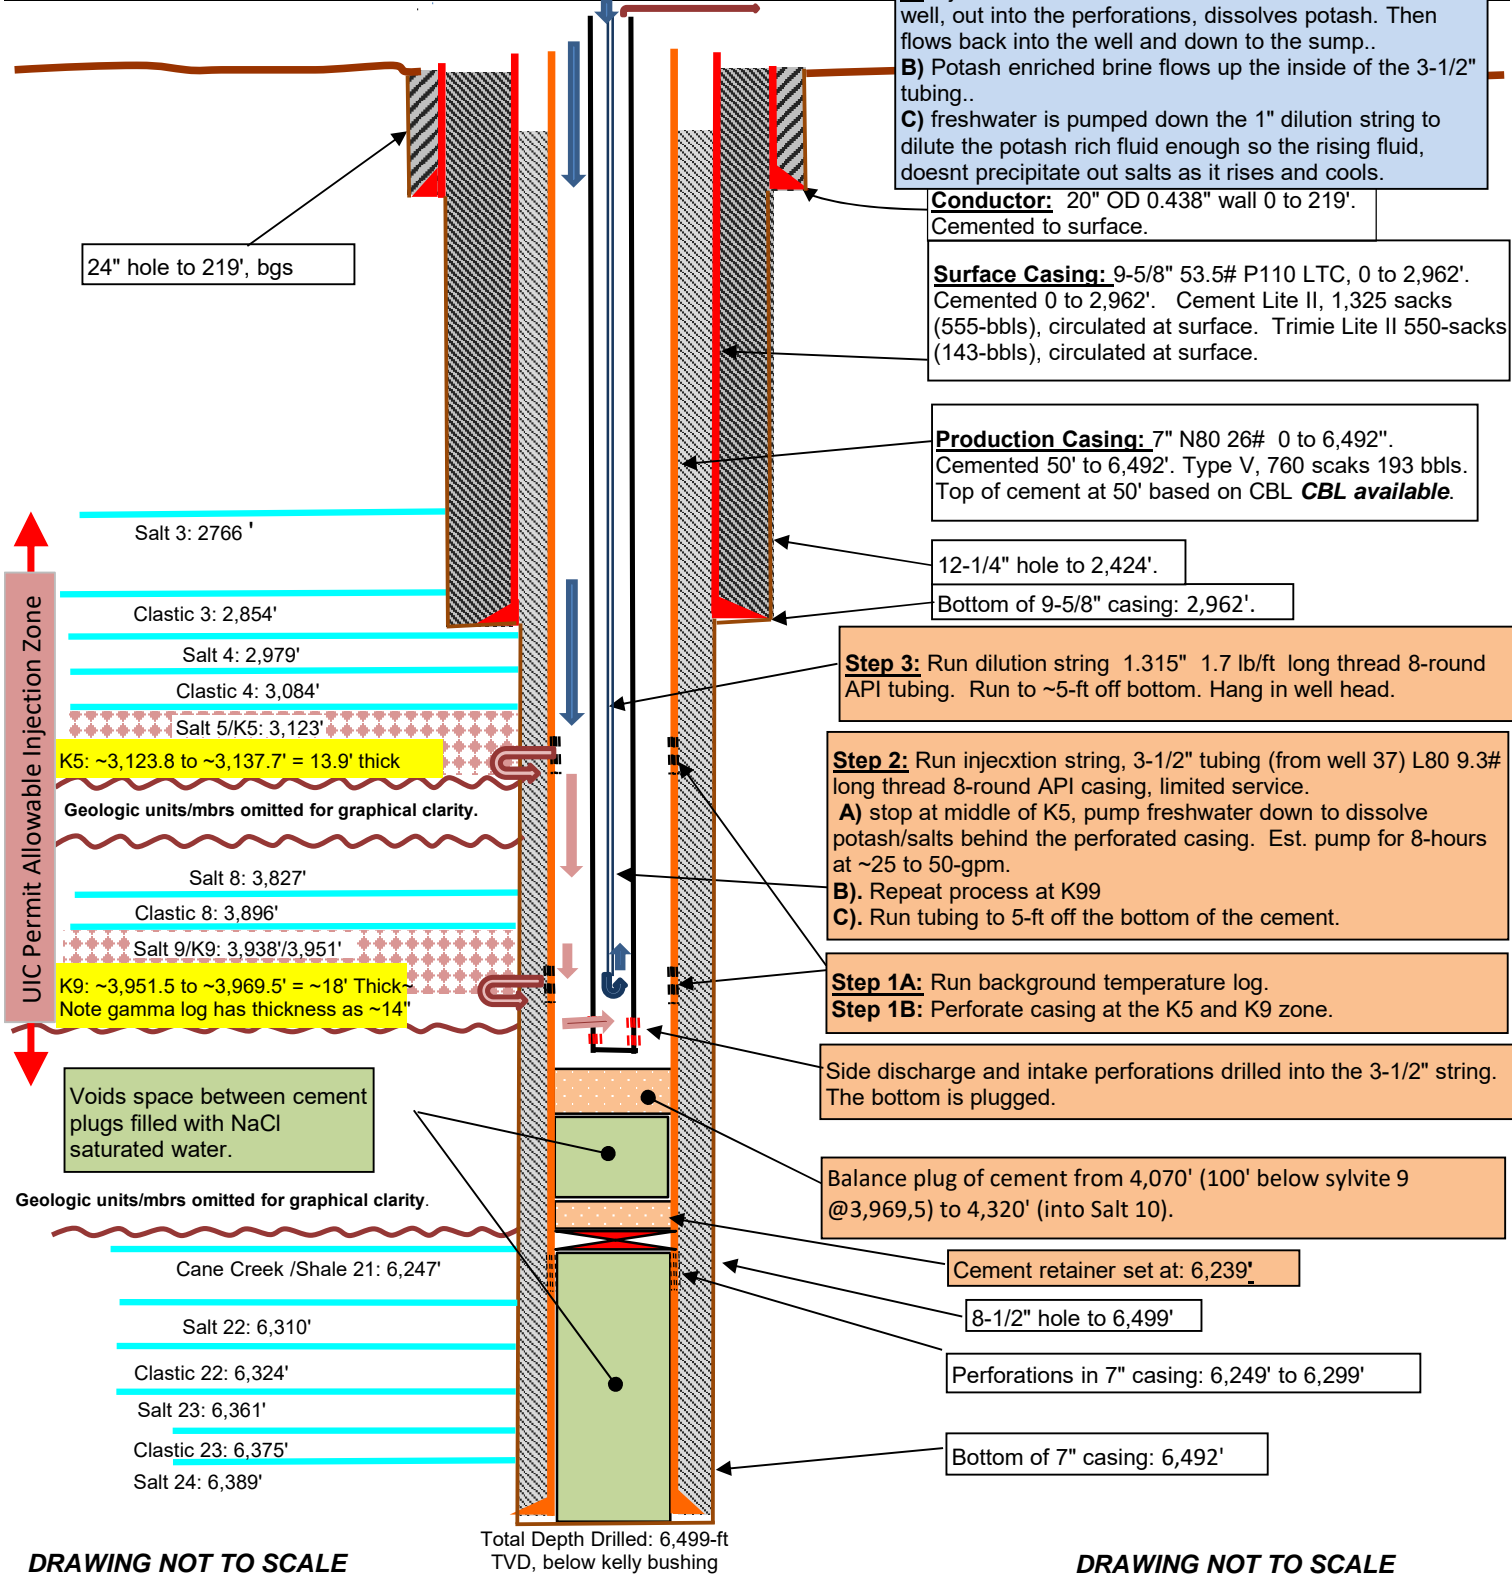 well, out into the perforations, dissolves potash. Then
flows back into the well and down to the sump..
B) Potash enriched brine flows up the inside of the 3-1/2"
tubing..
C) freshwater is pumped down the 1" dilution string to
dilute the potash rich fluid enough so the rising fluid,
doesnt precipitate out salts as it rises and cools.
Conductor: 20" OD 0.438" wall 0 to 219'.
Cemented to surface.
24" hole to 219', bgs
Surface Casing: 9-5/8" 53.5# P110 LTC, 0 to 2,962'.
Cemented 0 to 2,962'. Cement Lite II, 1,325 sacks
(555-bbls), circulated at surface. Trimie Lite II 550-sacks
(143-bbls), circulated at surface.
Production Casing: 7" N80 26# 0 to 6,492".
Cemented 50' to 6,492'. Type V, 760 scaks 193 bbls.
Top of cement at 50' based on CBL CBL available.
12-1/4" hole to 2,424'.
Bottom of 9-5/8" casing: 2,962'.
UIC Permit Allowable Injection Zone
Salt 3: 2766 '
Clastic 3: 2,854'
Salt 4: 2,979'
Clastic 4: 3,084'
Salt 5/K5: 3,123'
K5: ~3,123.8 to ~3,137.7' = 13.9' thick
Geologic units/mbrs omitted for graphical clarity.
Salt 8: 3,827'
Clastic 8: 3,896'
Salt 9/K9: 3,938'/3,951'
K9: ~3,951.5 to ~3,969.5' = ~18' Thick~
Note gamma log has thickness as ~14"
Step 3: Run dilution string 1.315" 1.7 lb/ft long thread 8-round
API tubing. Run to ~5-ft off bottom. Hang in well head.
Step 2: Run injecxtion string, 3-1/2" tubing (from well 37) L80 9.3#
long thread 8-round API casing, limited service.
A) stop at middle of K5, pump freshwater down to dissolve
potash/salts behind the perforated casing. Est. pump for 8-hours
at ~25 to 50-gpm.
B). Repeat process at K99
C). Run tubing to 5-ft off the bottom of the cement.
Step 1A: Run background temperature log.
Step 1B: Perforate casing at the K5 and K9 zone.
Side discharge and intake perforations drilled into the 3-1/2" string.
The bottom is plugged.
Voids space between cement
plugs filled with NaCl
saturated water.
Balance plug of cement from 4,070' (100' below sylvite 9
@3,969,5) to 4,320' (into Salt 10).
Geologic units/mbrs omitted for graphical clarity.
Cement retainer set at: 6,239'
8-1/2" hole to 6,499'
Perforations in 7" casing: 6,249' to 6,299'
Bottom of 7" casing: 6,492'
Cane Creek /Shale 21: 6,247'
Salt 22: 6,310'
Clastic 22: 6,324'
Salt 23: 6,361'
Clastic 23: 6,375'
Salt 24: 6,389'
Total Depth Drilled: 6,499-ft
TVD, below kelly bushing
DRAWING NOT TO SCALE
DRAWING NOT TO SCALE